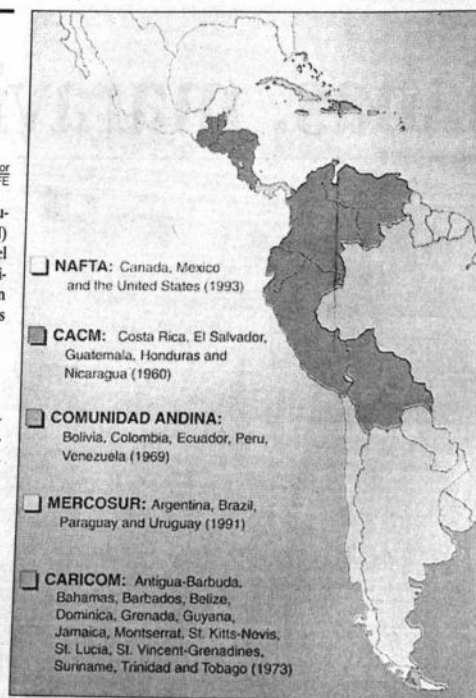 or
FE
u-
l)
el
i-
n
s
NAFTA: Canada, Mexico
and the United States (1993)
CACM: Costa Rica, El Salvador,
Guatemala, Honduras and
Nicaragua (1960)
COMUNIDAD ANDINA:
Bolivia, Colombia, Ecuador, Peru,
Venezuela (1969)
MERCOSUR: Argentina, Brazil,
Paraguay and Uruguay (1991)
CARICOM: Antigua-Barbuda,
Bahamas, Barbados, Belize,
Dominica, Grenada, Guyana,
Jamaica, Montserrat, St. Kitts-Nevis,
St. Lucia, St. Vincent-Grenadines,
Suriname, Trinidad and Tobago (1973)